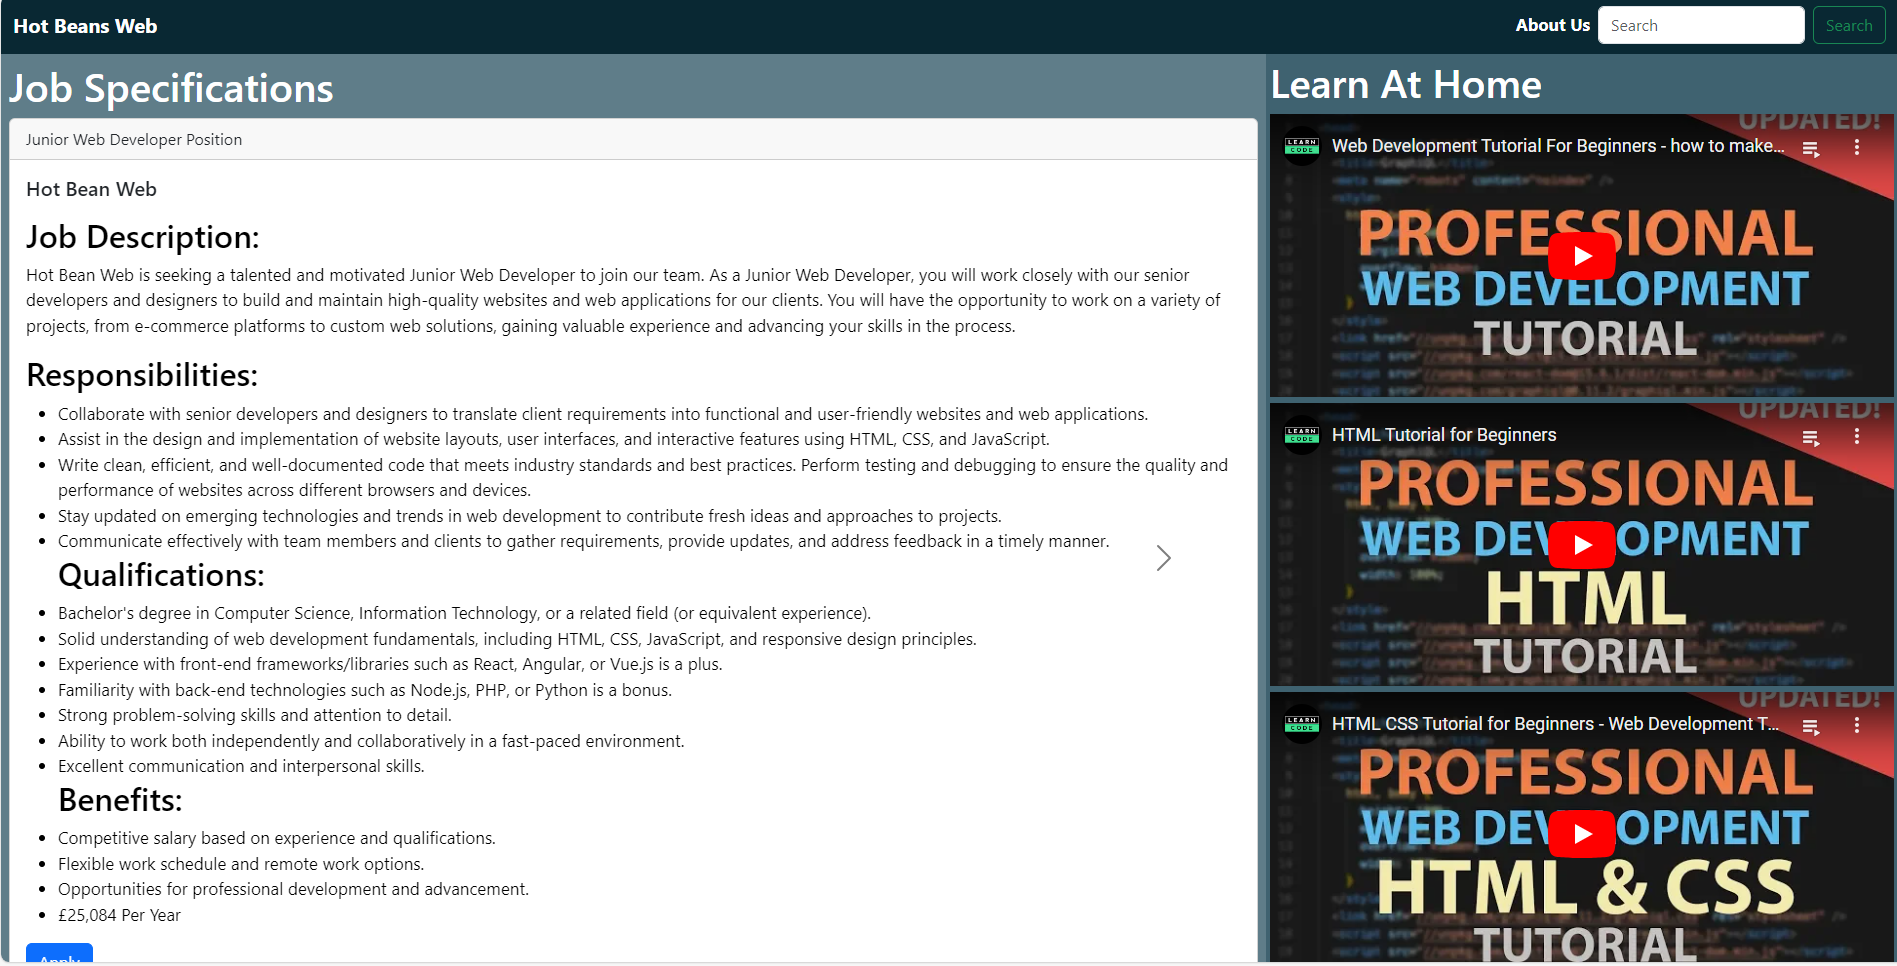 Hot Beans Web
About Us
Search
Search
Job Specifications
Junior Web Developer Position
Hot Bean Web
Job Description:
Hot Bean Web is seeking a talented and motivated Junior Web Developer to join our team. As a Junior Web Developer, you will work closely with our senior
developers and designers to build and maintain high-quality websites and web applications for our clients. You will have the opportunity to work on a variety of
projects, from e-commerce platforms to custom web solutions, gaining valuable experience and advancing your skills in the process.
Responsibilities:
Collaborate with senior developers and designers to translate client requirements into functional and user-friendly websites and web applications.
Assist in the design and implementation of website layouts, user interfaces, and interactive features using HTML, CSS, and JavaScript.
Write clean, efficient, and well-documented code that meets industry standards and best practices. Perform testing and debugging to ensure the quality and
performance of websites across different browsers and devices.
Stay updated on emerging technologies and trends in web development to contribute fresh ideas and approaches to projects.
Communicate effectively with team members and clients to gather requirements, provide updates, and address feedback in a timely manner.
Qualifications:
Bachelor's degree in Computer Science, Information Technology, or a related field (or equivalent experience).
Solid understanding of web development fundamentals, including HTML, CSS, JavaScript, and responsive design principles.
Experience with front-end frameworks/libraries such as React, Angular, or Vue.js is a plus.
Familiarity with back-end technologies such as Node.js, PHP, or Python is a bonus.
Strong problem-solving skills and attention to detail.
Ability to work both independently and collaboratively in a fast-paced environment.
Excellent communication and interpersonal skills.
Benefits:
Competitive salary based on experience and qualifications.
Flexible work schedule and remote work options.
Opportunities for professional development and advancement.
£25,084 Per Year
Apply
Learn At Home
UPDATED!
LEARN
CODE
Web Development Tutorial For Beginners - how to make...
PROFESSIONAL
WEB DEVELOPMENT
TUTORIAL
UPDATED!
LEARN
CODE
HTML Tutorial for Beginners
PROFESSIONAL
WEB DEVELOPMENT
HTML
TUTORIAL
UPDATED!
LEARN
CODE
HTML CSS Tutorial for Beginners - Web Development T...
PROFESSIONAL
WEB DEVELOPMENT
HTML & CSS
TUTORIAL